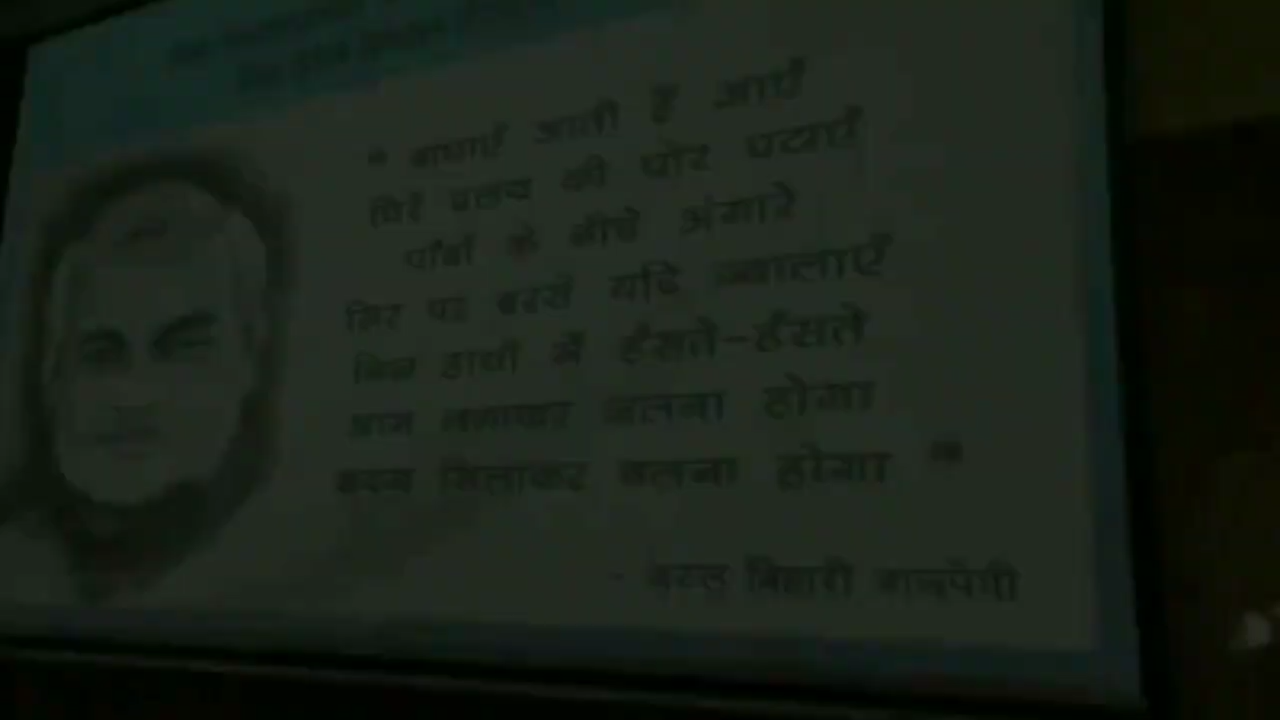 " बाधाएँ आती हैं आएँ
घिरें प्रलय की घोर घटाएँ
पाँवों के नीचे अंगारे
सिर पर बरसें यदि ज्वालाएँ
निज हाथों में हँसते-हँसते
आग लगाकर जलना होगा
कदम मिलाकर चलना होगा "
- अटल बिहारी वाजपेयी